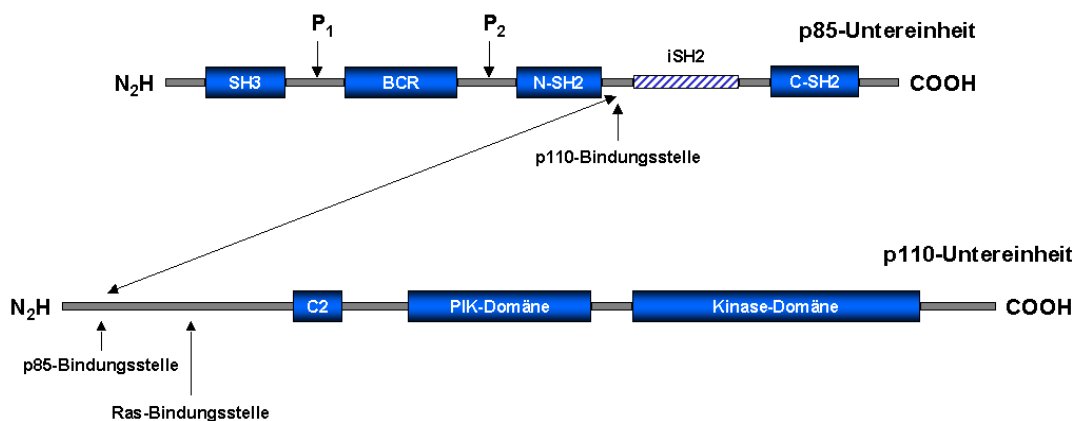 P₁
P₂
p85-Untereinheit
iSH2
N₂H
SH3
BCR
N-SH2
C-SH2
COOH
p110-Bindungsstelle
p110-Untereinheit
N₂H
C2
PIK-Domäne
Kinase-Domäne
COOH
p85-Bindungsstelle
Ras-Bindungsstelle